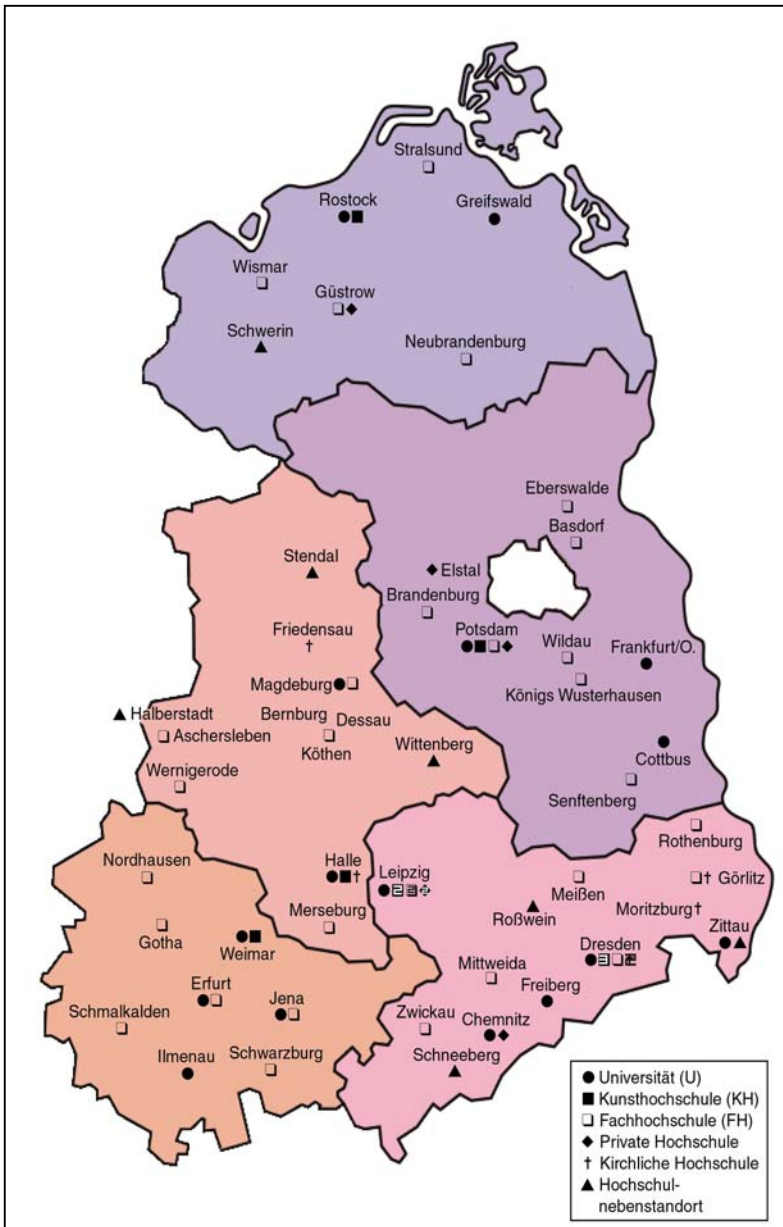 Stralsund
Rostock
Greifswald
Wismar
Güstrow
Schwerin
Neubrandenburg
Eberswalde
Basdorf
Stendal
Elstal
Brandenburg
Friedensau
Potsdam
Wildau
Frankfurt/O.
Magdeburg
Königs Wusterhausen
Halberstadt
Bernburg
Dessau
Aschersleben
Köthen
Wittenberg
Cottbus
Wernigerode
Senftenberg
Rothenburg
Nordhausen
Halle
Leipzig
Meißen
Görlitz
Merseburg
Roßwein
Moritzburg
Gotha
Weimar
Dresden
Zittau
Mittweida
Erfurt
Jena
Freiberg
Schmalkalden
Zwickau
Chemnitz
Ilmenau
Schwarzburg
Schneeberg
Universität (U)
Kunsthochschule (KH)
Fachhochschule (FH)
Private Hochschule
Kirchliche Hochschule
Hochschul-
nebenstandort